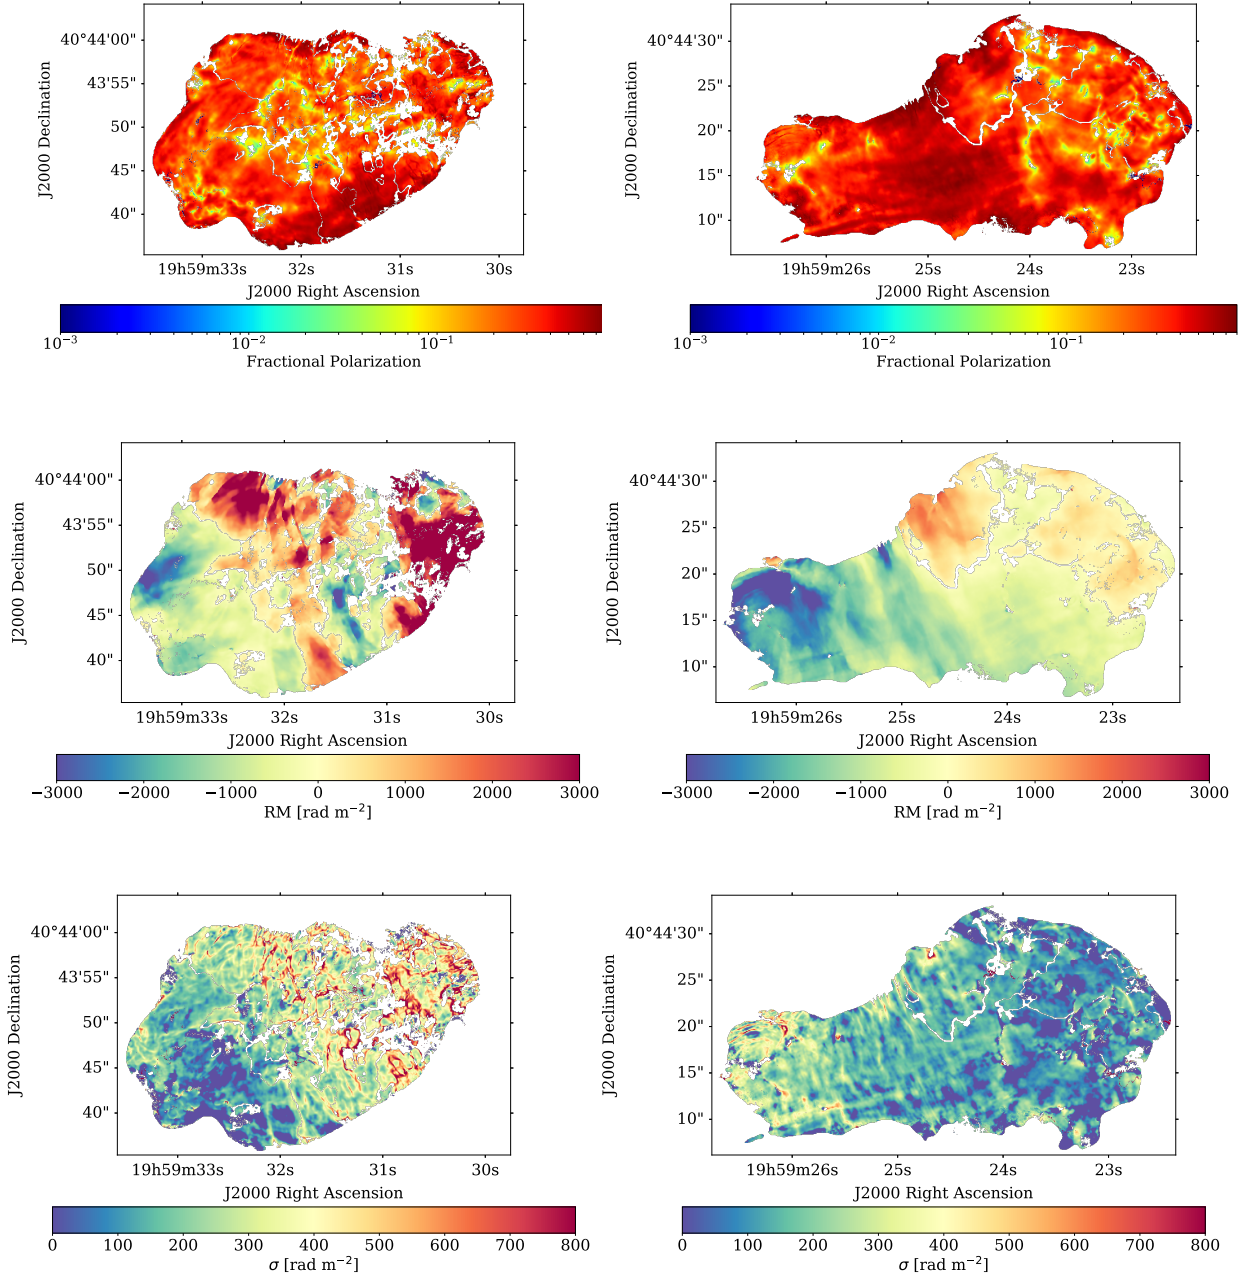 40°44'00"
43'55"
50"
45"
40"
J2000 Declination
19h59m33s 32s 31s 30s
J2000 Right Ascension
10⁻³ 10⁻² 10⁻¹
Fractional Polarization
40°44'30"
25"
20"
15"
10"
J2000 Declination
19h59m26s 25s 24s 23s
J2000 Right Ascension
10⁻³ 10⁻² 10⁻¹
Fractional Polarization
40°44'00"
43'55"
50"
45"
40"
J2000 Declination
19h59m33s 32s 31s 30s
J2000 Right Ascension
−3000 −2000 −1000 0 1000 2000 3000
RM [rad m⁻²]
40°44'30"
25"
20"
15"
10"
J2000 Declination
19h59m26s 25s 24s 23s
J2000 Right Ascension
−3000 −2000 −1000 0 1000 2000 3000
RM [rad m⁻²]
40°44'00"
43'55"
50"
45"
40"
J2000 Declination
19h59m33s 32s 31s 30s
J2000 Right Ascension
0 100 200 300 400 500 600 700 800
σ [rad m⁻²]
40°44'30"
25"
20"
15"
10"
J2000 Declination
19h59m26s 25s 24s 23s
J2000 Right Ascension
0 100 200 300 400 500 600 700 800
σ [rad m⁻²]